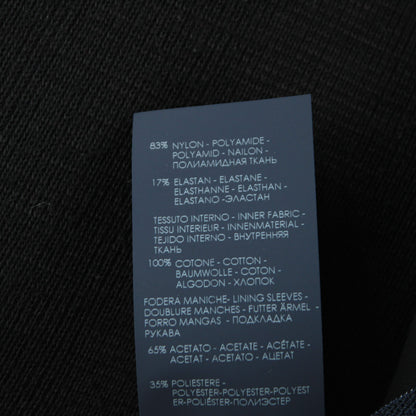 83% NYLON - POLYAMIDE -
POLYAMID - NAILON -
ПОЛИАМИДНАЯ ТКАНЬ
17% ELASTAN - ELASTANE -
ELASTHANNE - ELASTHAN -
ELASTANO - ЭЛАСТАН
TESSUTO INTERNO - INNER FABRIC -
TISSU INTERIEUR - INNENMATERIAL -
TEJIDO INTERNO - ВНУТРЕННЯЯ
ТКАНЬ
100% COTONE - COTTON -
BAUMWOLLE - COTON -
ALGODON - ХЛОПОК
FODERA MANICHE- LINING SLEEVES -
DOUBLURE MANCHES - FUTTER ÄRMEL -
FORRO MANGAS - ПОДКЛАДКА
РУКАВА
65% ACETATO - ACETATE - ACÉTATE -
ACETAT - ACETATO - АЦЕТАТ
35% POLIESTERE -
POLYESTER-POLYESTER-POLYEST
ER-POLIÉSTER-ПОЛИЭСТЕР